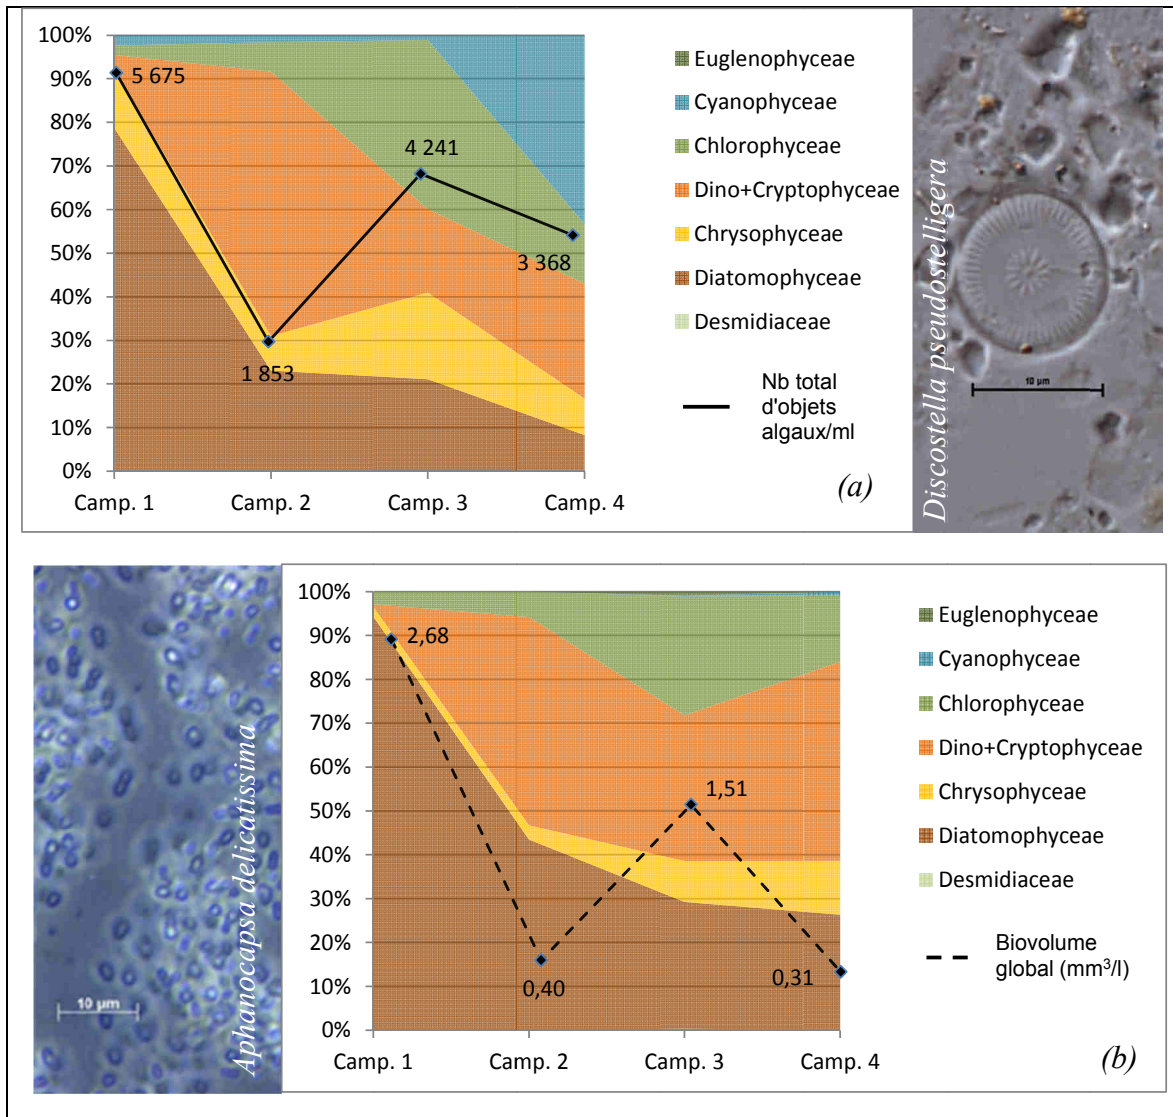 100%
90%
80%
70%
60%
50%
40%
30%
20%
10%
0%
5 675
1 853
4 241
3 368
Camp. 1
Camp. 2
Camp. 3
Camp. 4
Euglenophyceae
Cyanophyceae
Chlorophyceae
Dino+Cryptophyceae
Chrysophyceae
Diatomophyceae
Desmidiaceae
Nb total
d'objets
algaux/ml
(a)
Discostella pseudostelligera
10 µm
Aphanocapsa delicatissima
10 µm
100%
90%
80%
70%
60%
50%
40%
30%
20%
10%
0%
2,68
0,40
1,51
0,31
Camp. 1
Camp. 2
Camp. 3
Camp. 4
Euglenophyceae
Cyanophyceae
Chlorophyceae
Dino+Cryptophyceae
Chrysophyceae
Diatomophyceae
Desmidiaceae
Biovolume
global (mm³/l)
(b)